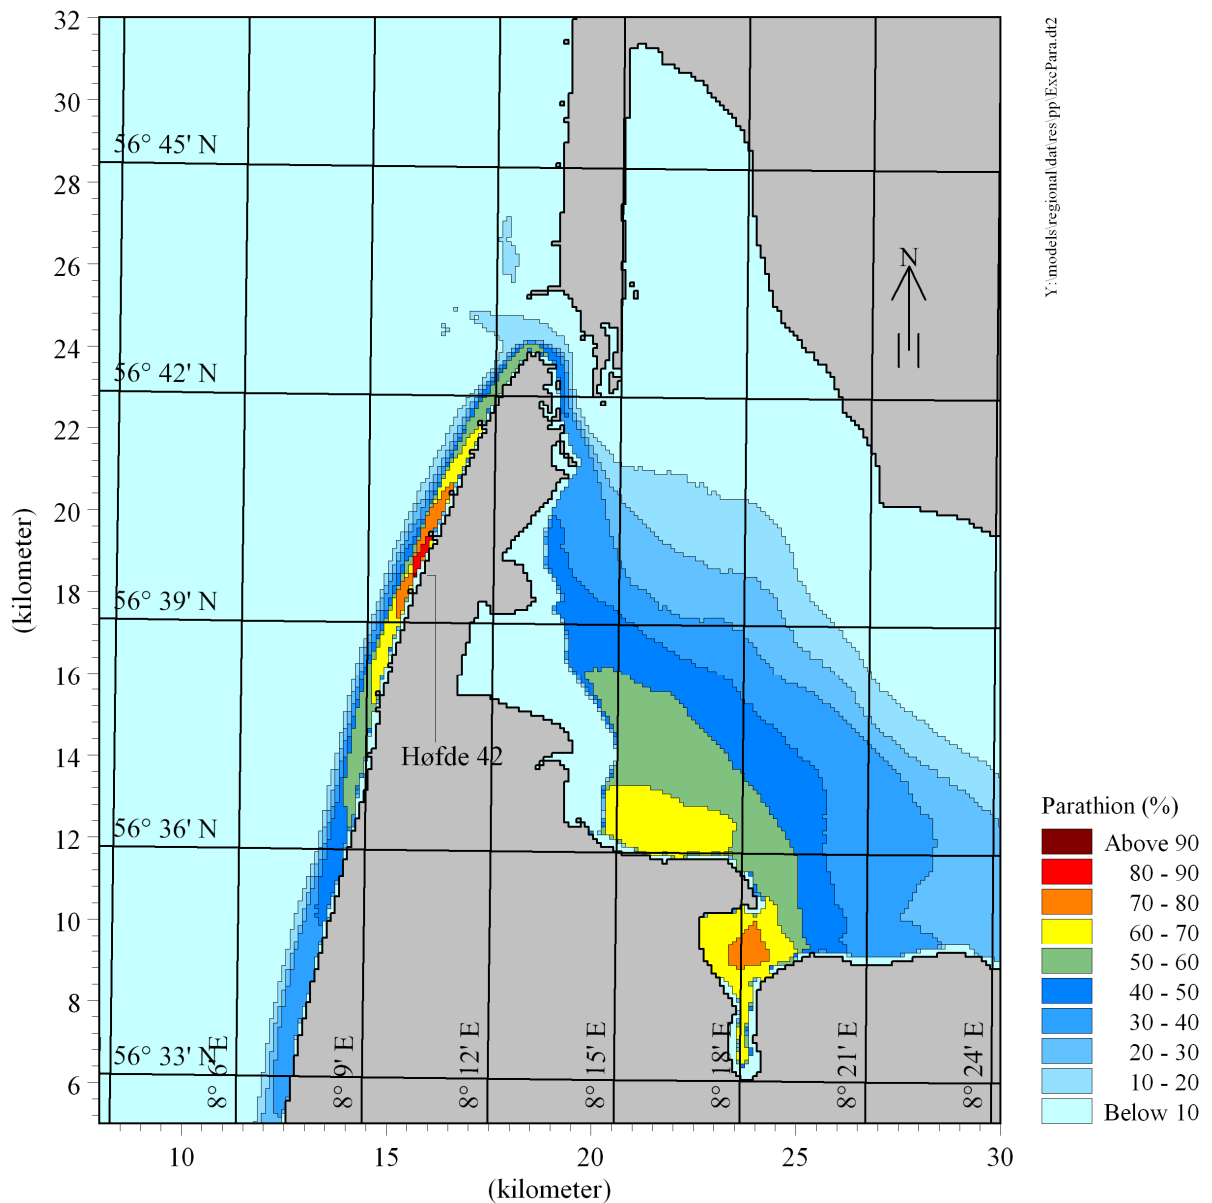 32
30
28
26
24
22
20
18
16
14
12
10
8
6
(kilometer)
56° 45' N
56° 42' N
56° 39' N
56° 36' N
56° 33' N
N
Høfde 42
8° 6' E
8° 9' E
8° 12' E
8° 15' E
8° 18' E
8° 21' E
8° 24' E
10
15
20
25
30
(kilometer)
Y:\models\regional\dat\res\pp\ExcPara.dt2
Parathion (%)
Above 90
80 - 90
70 - 80
60 - 70
50 - 60
40 - 50
30 - 40
20 - 30
10 - 20
Below 10